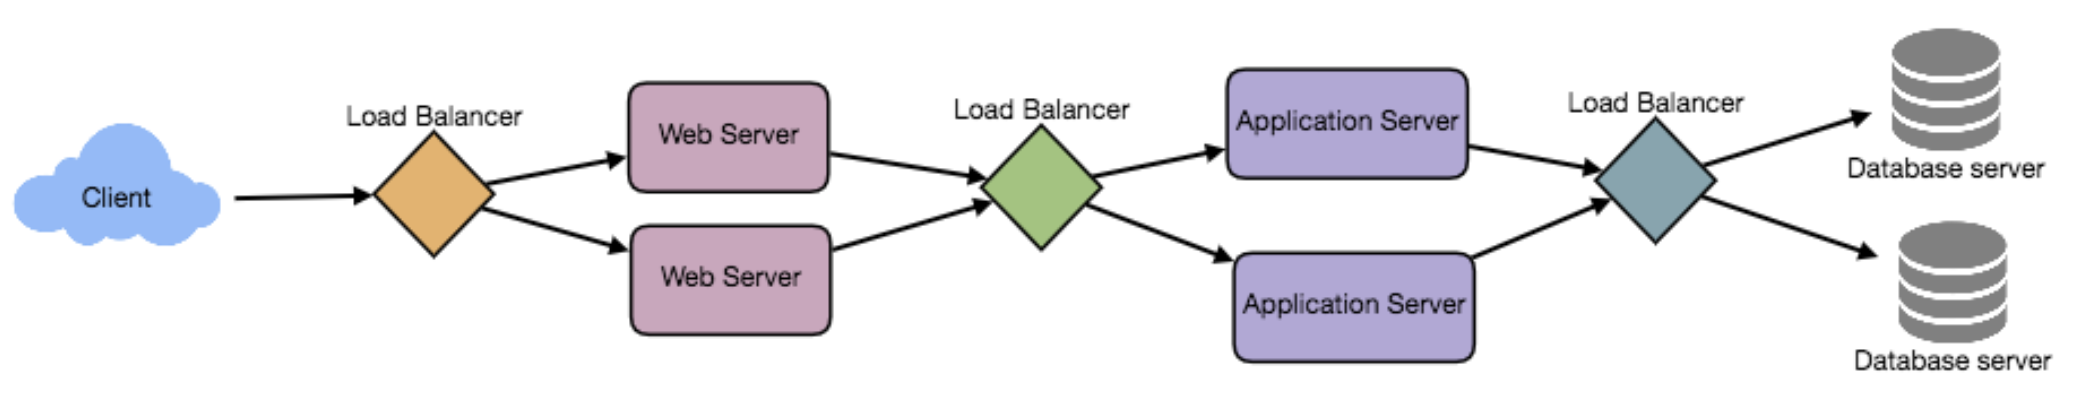 Client
Load Balancer
Web Server
Web Server
Load Balancer
Application Server
Application Server
Load Balancer
Database server
Database server